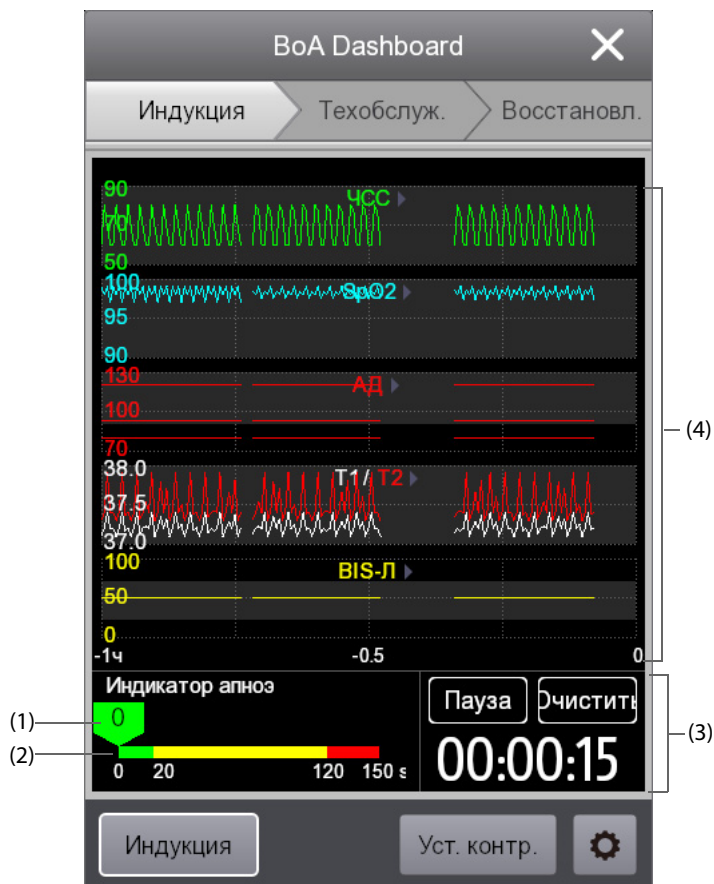 BoA Dashboard
Индукция Техобслуж. Восстановл.
90
ЧСС
70
50
100
SpO2
95
90
130
АД
100
70
38.0
T1/ T2
37.5
37.0
100
BIS-Л
50
0
-1ч -0.5 0
(4)
Индикатор апноэ
Пауза Очистить
(1)
0
(2)
0 20 120 150 s
00:00:15
(3)
Индукция Уст. контр.